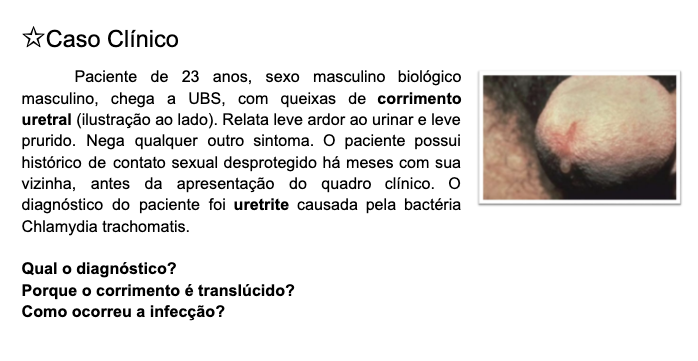 ☆Caso Clínico
Paciente de 23 anos, sexo masculino biológico
masculino, chega a UBS, com queixas de corrimento
uretral (ilustração ao lado). Relata leve ardor ao urinar e leve
prurido. Nega qualquer outro sintoma. O paciente possui
histórico de contato sexual desprotegido há meses com sua
vizinha, antes da apresentação do quadro clínico. O
diagnóstico do paciente foi uretrite causada pela bactéria
Chlamydia trachomatis.
Qual o diagnóstico?
Porque o corrimento é translúcido?
Como ocorreu a infecção?